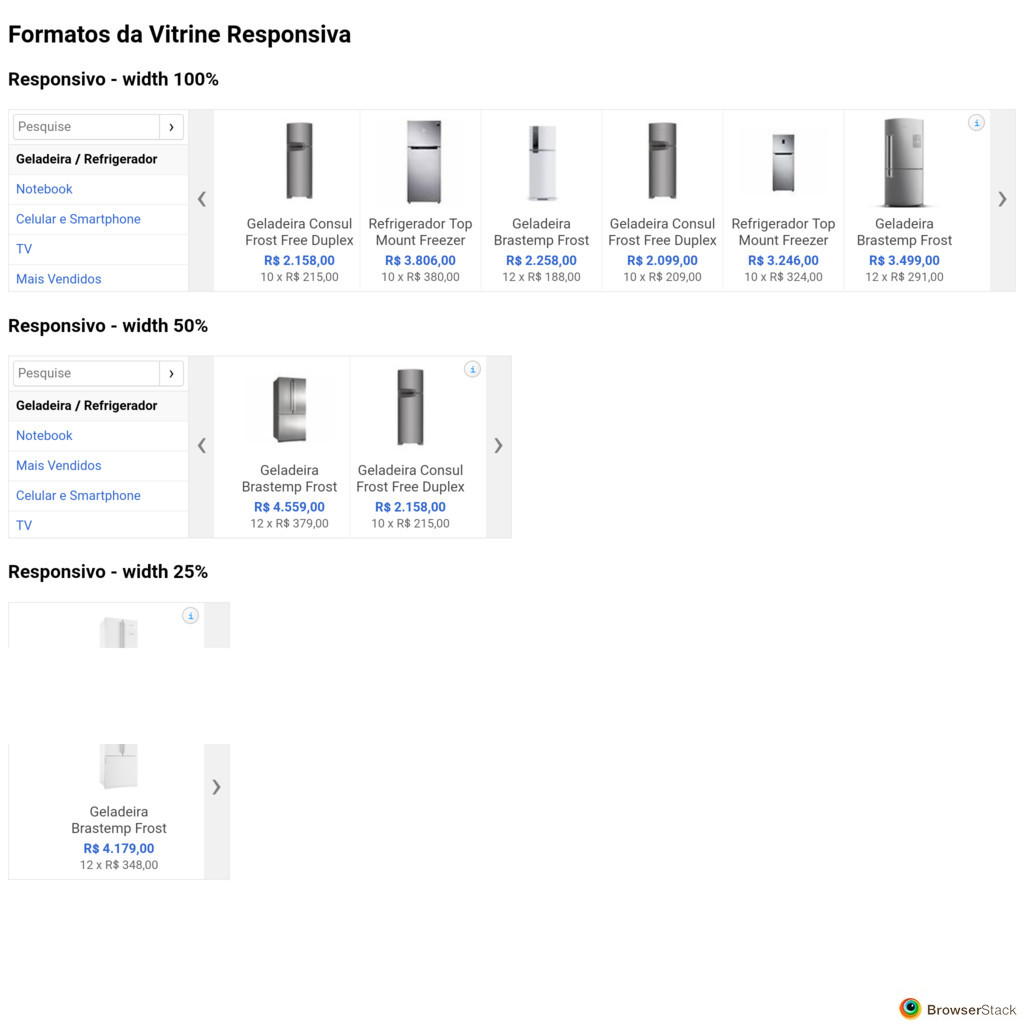 Formatos da Vitrine Responsiva
Responsivo - width 100%
Pesquise ›
Geladeira / Refrigerador
Notebook
Celular e Smartphone
TV
Mais Vendidos
❮
Geladeira Consul
Frost Free Duplex
R$ 2.158,00
10 x R$ 215,00
Refrigerador Top
Mount Freezer
R$ 3.806,00
10 x R$ 380,00
Geladeira
Brastemp Frost
R$ 2.258,00
12 x R$ 188,00
Geladeira Consul
Frost Free Duplex
R$ 2.099,00
10 x R$ 209,00
Refrigerador Top
Mount Freezer
R$ 3.246,00
10 x R$ 324,00
Geladeira
Brastemp Frost
R$ 3.499,00
12 x R$ 291,00
i
❯
Responsivo - width 50%
Pesquise ›
Geladeira / Refrigerador
Notebook
Mais Vendidos
Celular e Smartphone
TV
❮
Geladeira
Brastemp Frost
R$ 4.559,00
12 x R$ 379,00
Geladeira Consul
Frost Free Duplex
R$ 2.158,00
10 x R$ 215,00
i
❯
Responsivo - width 25%
i
❯
Geladeira
Brastemp Frost
R$ 4.179,00
12 x R$ 348,00
BrowserStack